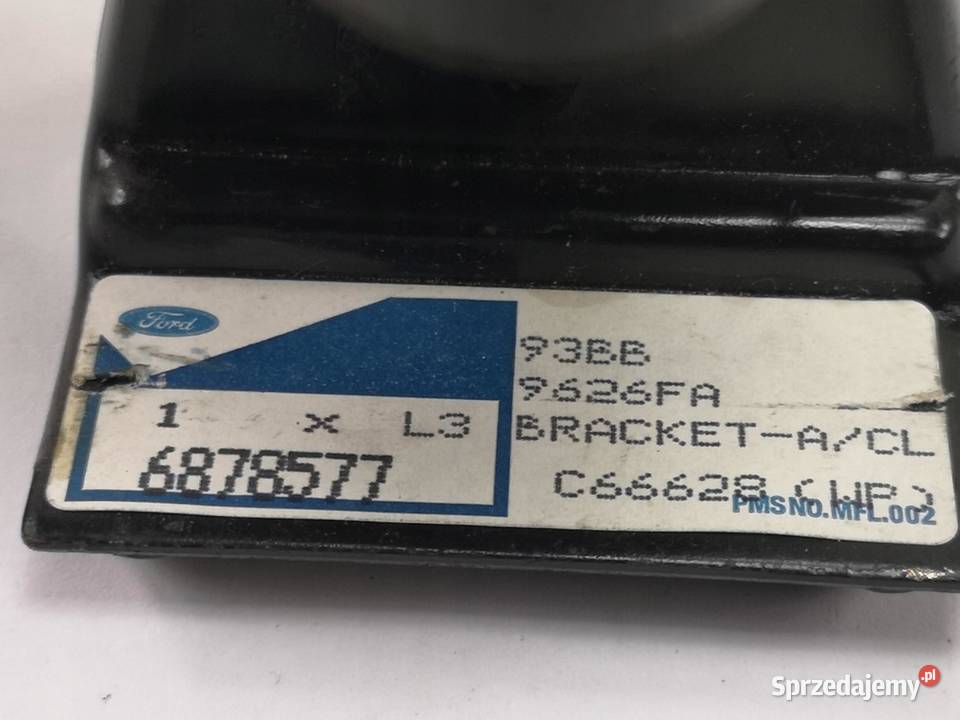 Ford
1 x L3
6878577
93BB
9626FA
BRACKET-A/CL
C66628 (WP)
PMS NO. MFL.002
Sprzedajemy.pl